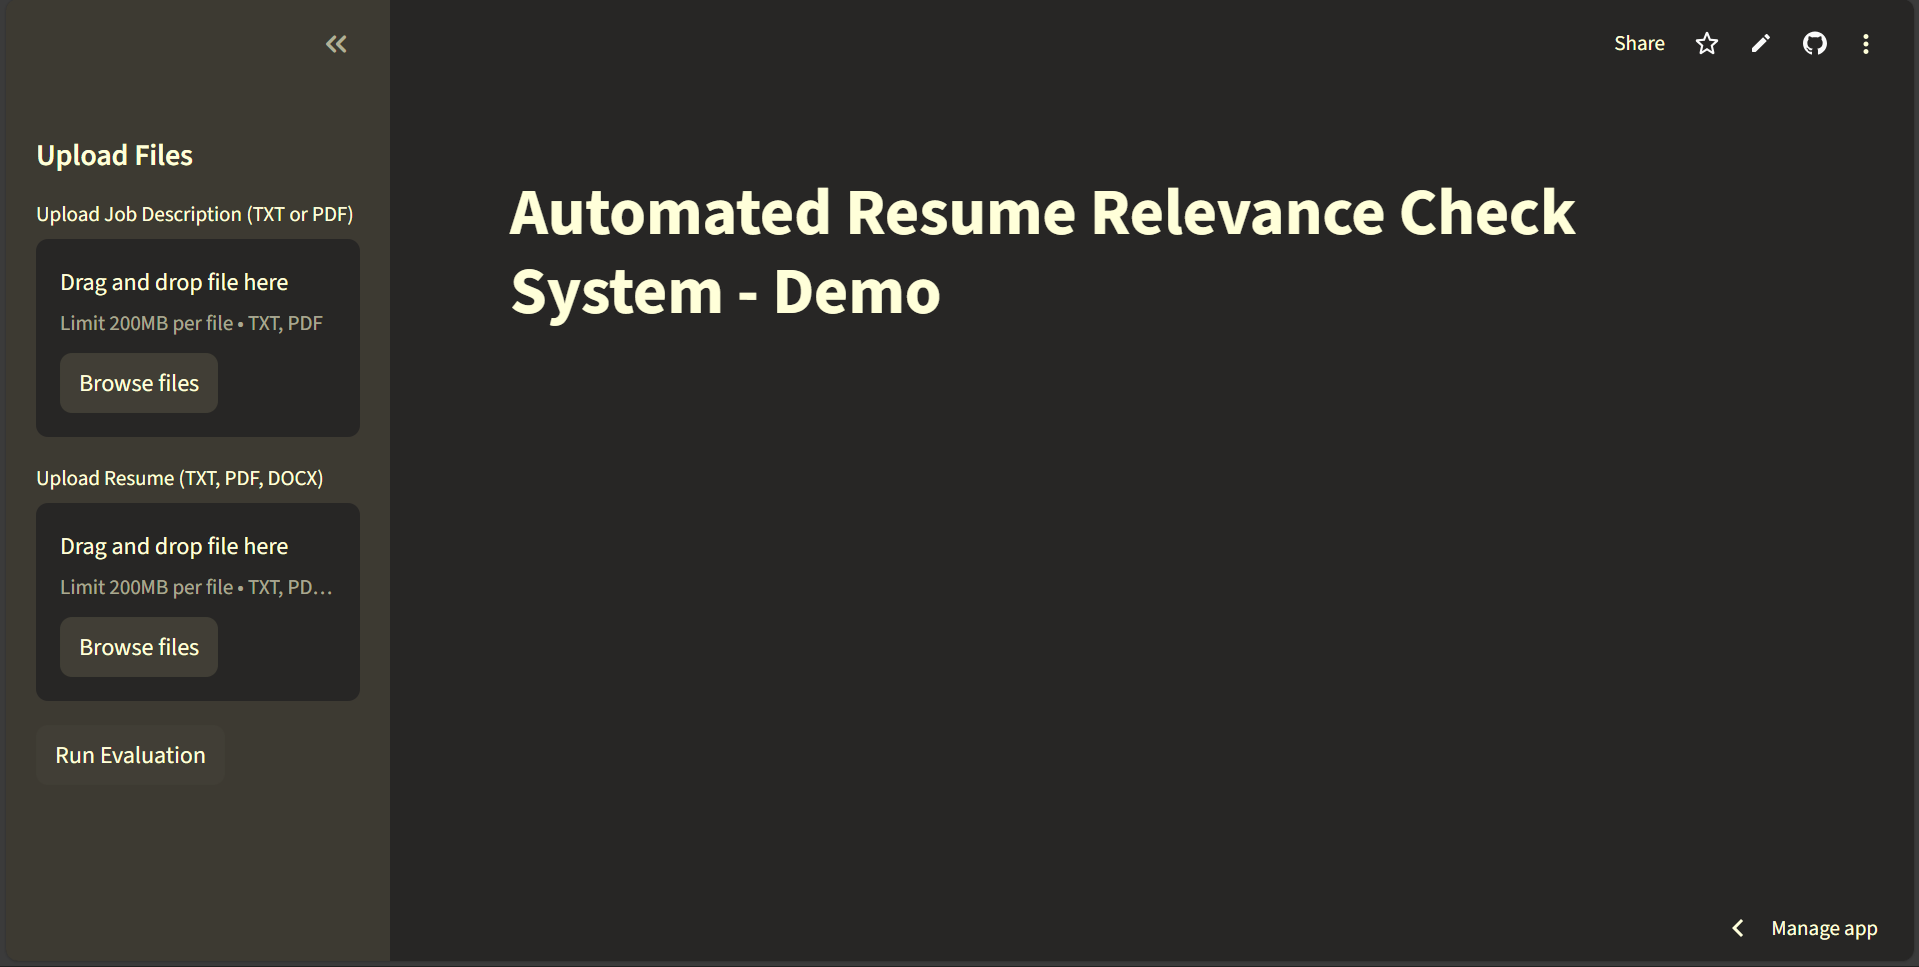 Share
Upload Files
Upload Job Description (TXT or PDF)
Drag and drop file here
Limit 200MB per file • TXT, PDF
Browse files
Upload Resume (TXT, PDF, DOCX)
Drag and drop file here
Limit 200MB per file • TXT, PD...
Browse files
Run Evaluation
Automated Resume Relevance Check
System - Demo
Manage app